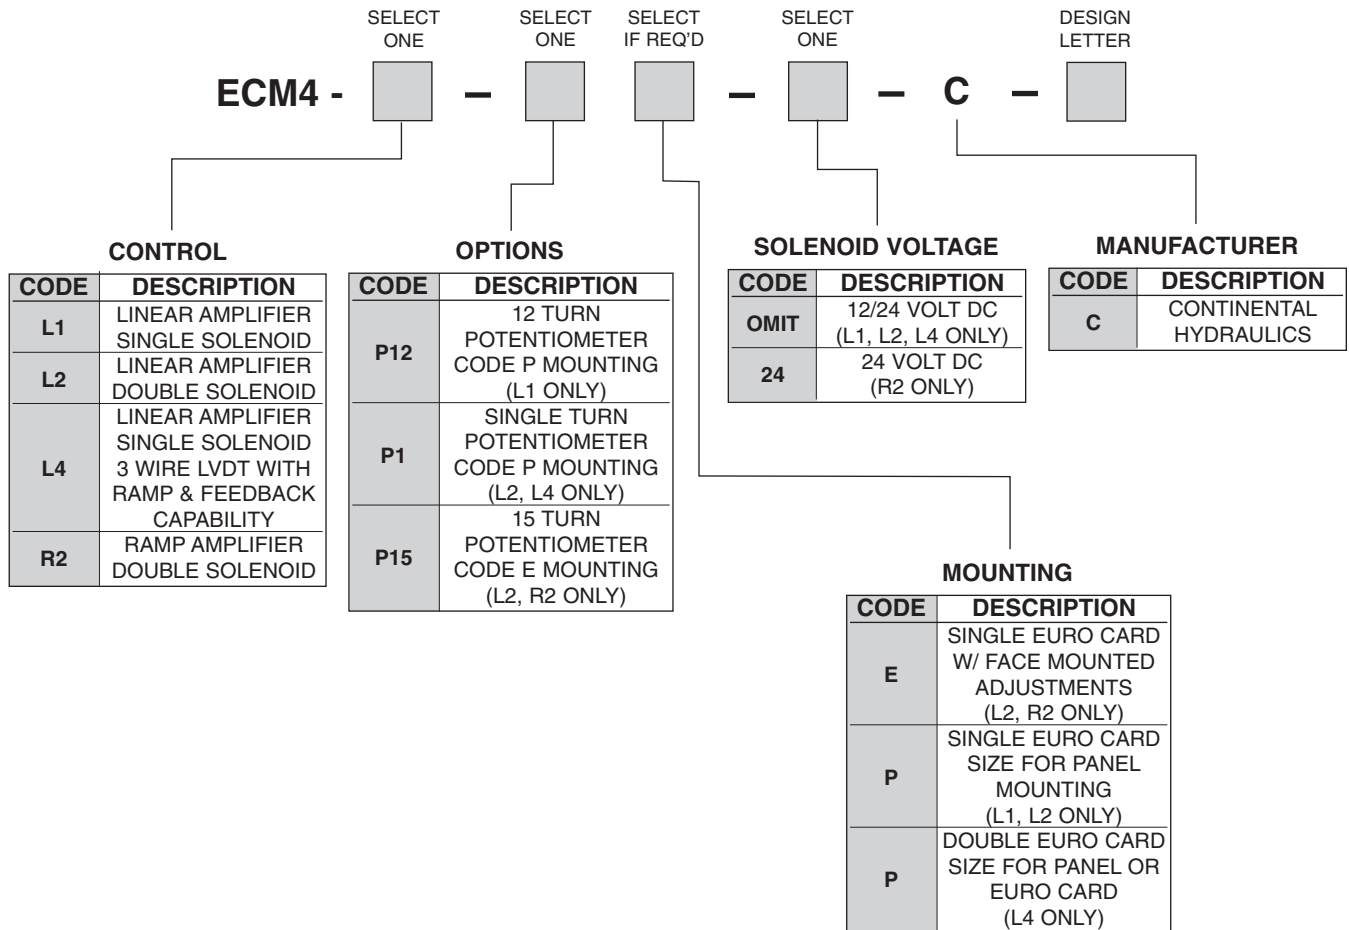 SELECT
ONE
SELECT
ONE
SELECT
IF REQ'D
SELECT
ONE
DESIGN
LETTER
ECM4 - – – – C –
CONTROL
CODE DESCRIPTION
L1
LINEAR AMPLIFIER
SINGLE SOLENOID
L2
LINEAR AMPLIFIER
DOUBLE SOLENOID
L4
LINEAR AMPLIFIER
SINGLE SOLENOID
3 WIRE LVDT WITH
RAMP & FEEDBACK
CAPABILITY
R2
RAMP AMPLIFIER
DOUBLE SOLENOID
OPTIONS
CODE DESCRIPTION
P12
12 TURN
POTENTIOMETER
CODE P MOUNTING
(L1 ONLY)
P1
SINGLE TURN
POTENTIOMETER
CODE P MOUNTING
(L2, L4 ONLY)
P15
15 TURN
POTENTIOMETER
CODE E MOUNTING
(L2, R2 ONLY)
SOLENOID VOLTAGE
CODE DESCRIPTION
OMIT
12/24 VOLT DC
(L1, L2, L4 ONLY)
24
24 VOLT DC
(R2 ONLY)
MANUFACTURER
CODE DESCRIPTION
C
CONTINENTAL
HYDRAULICS
MOUNTING
CODE DESCRIPTION
E
SINGLE EURO CARD
W/ FACE MOUNTED
ADJUSTMENTS
(L2, R2 ONLY)
P
SINGLE EURO CARD
SIZE FOR PANEL
MOUNTING
(L1, L2 ONLY)
P
DOUBLE EURO CARD
SIZE FOR PANEL OR
EURO CARD
(L4 ONLY)